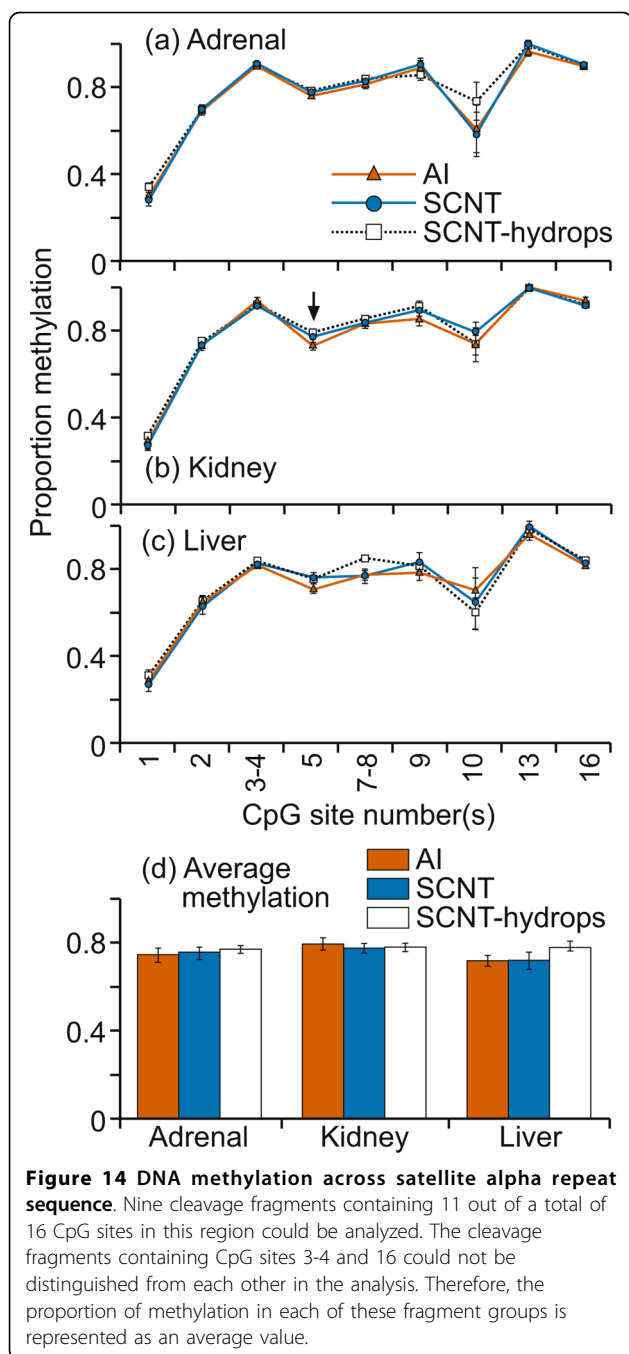 (a) Adrenal
0.8
0.4
0
AI
SCNT
SCNT-hydrops
Proportion methylation
0.8
0.4
0
(b) Kidney
(c) Liver
0.8
0.4
0
1 2 3-4 5 7-8 9 10 13 16
CpG site number(s)
(d) Average
methylation
AI
SCNT
SCNT-hydrops
0.8
0.4
0
Adrenal Kidney Liver
Figure 14 DNA methylation across satellite alpha repeat
sequence. Nine cleavage fragments containing 11 out of a total of
16 CpG sites in this region could be analyzed. The cleavage
fragments containing CpG sites 3-4 and 16 could not be
distinguished from each other in the analysis. Therefore, the
proportion of methylation in each of these fragment groups is
represented as an average value.